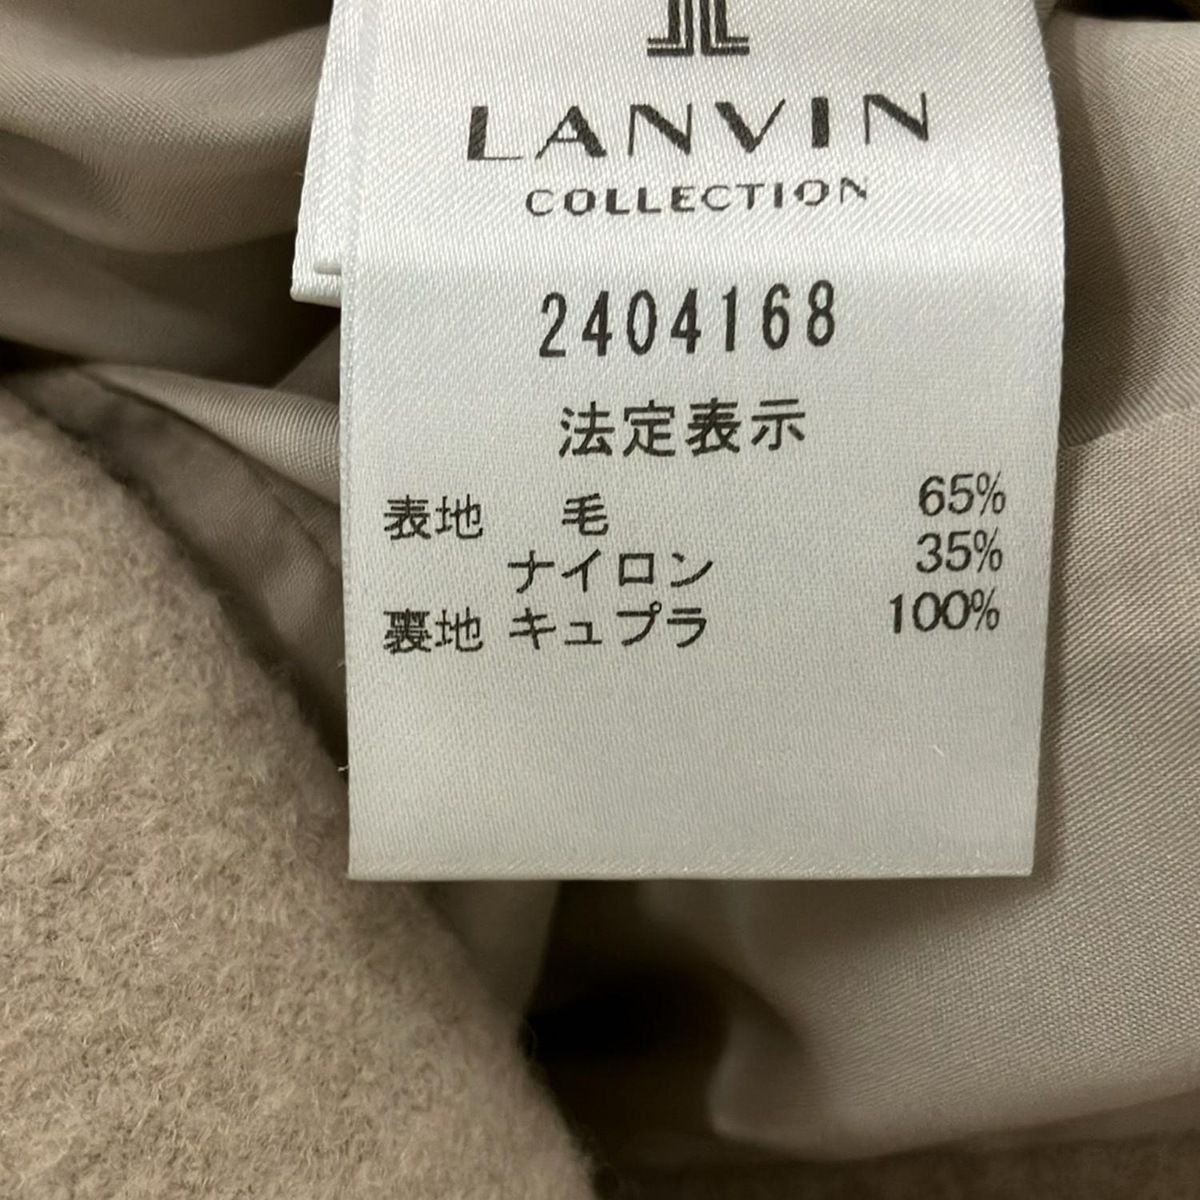 LANVIN
COLLECTION
2404168
法定表示
表地 毛 65%
ナイロン 35%
裏地 キュプラ 100%